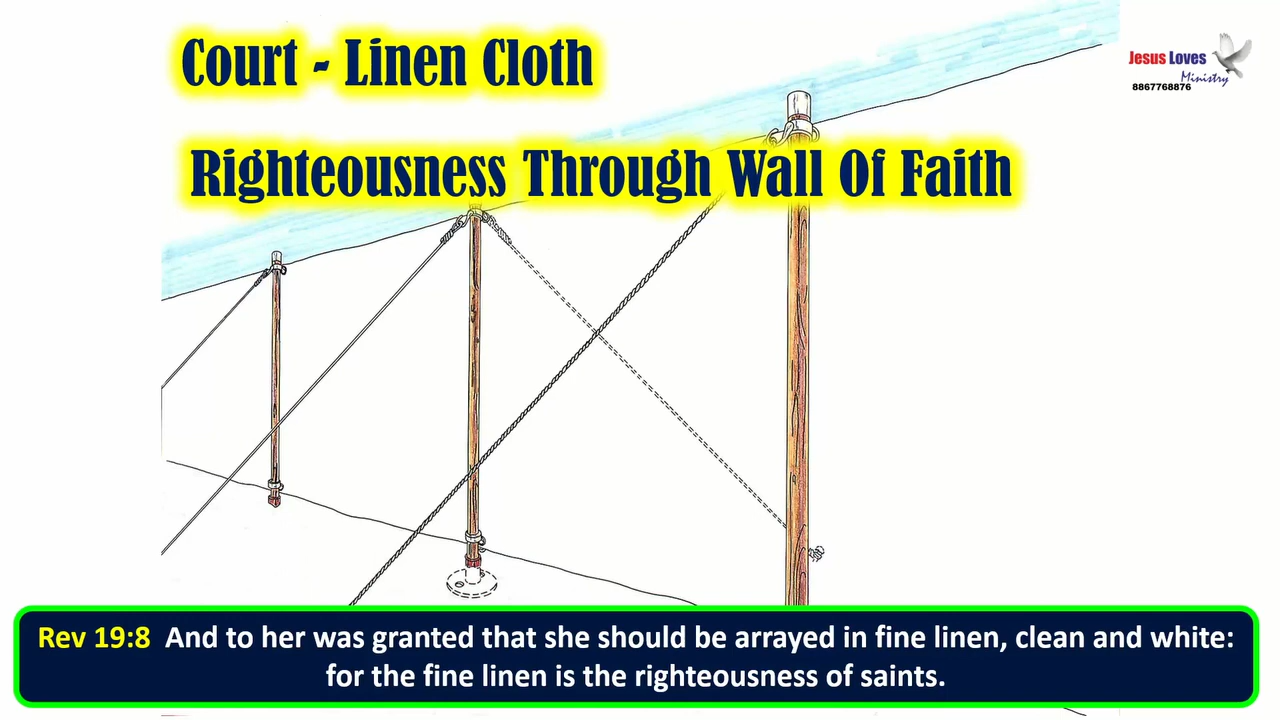 Court - Linen Cloth
Jesus Loves
Ministry
8867768876
Righteousness Through Wall Of Faith
Rev 19:8 And to her was granted that she should be arrayed in fine linen, clean and white:
for the fine linen is the righteousness of saints.